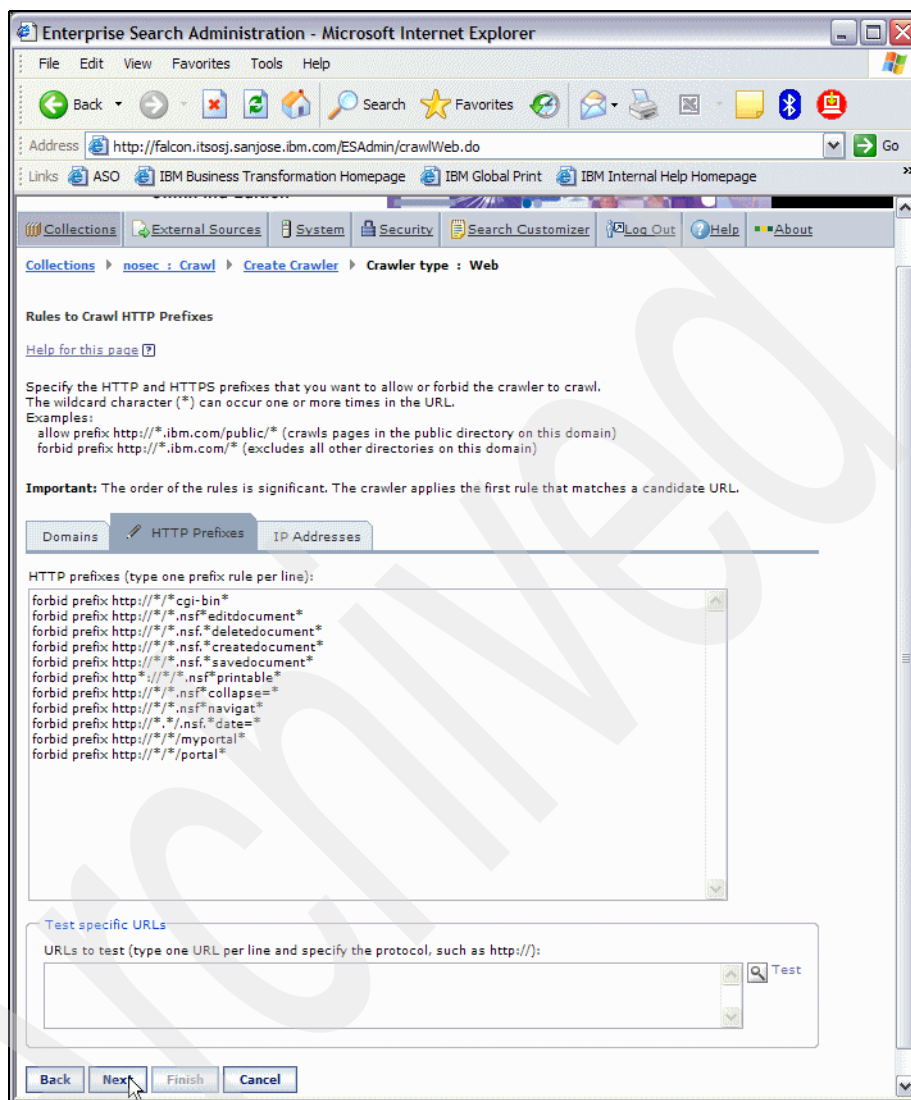 Enterprise Search Administration - Microsoft Internet Explorer
File Edit View Favorites Tools Help
Back Search Favorites
Address http://falcon.itsosj.sanjose.ibm.com/ESAdmin/crawlWeb.do Go
Links ASO IBM Business Transformation Homepage IBM Global Print IBM Internal Help Homepage »
Collections External Sources System Security Search Customizer Log Out Help About
Collections nosec : Crawl Create Crawler Crawler type : Web
Rules to Crawl HTTP Prefixes
Help for this page ?
Specify the HTTP and HTTPS prefixes that you want to allow or forbid the crawler to crawl.
The wildcard character (*) can occur one or more times in the URL.
Examples:
allow prefix http://*.ibm.com/public/* (crawls pages in the public directory on this domain)
forbid prefix http://*.ibm.com/* (excludes all other directories on this domain)
Important: The order of the rules is significant. The crawler applies the first rule that matches a candidate URL.
Domains HTTP Prefixes IP Addresses
HTTP prefixes (type one prefix rule per line):
forbid prefix http://*/*cgi-bin*
forbid prefix http://*/*.nsf*editdocument*
forbid prefix http://*/*.nsf.*deletedocument*
forbid prefix http://*/*.nsf.*createdocument*
forbid prefix http://*/*.nsf.*savedocument*
forbid prefix http*://*/*.nsf*printable*
forbid prefix http://*/*.nsf*collapse=*
forbid prefix http://*/*.nsf*navigat*
forbid prefix http://*.*/.nsf.*date=*
forbid prefix http://*/*/myportal*
forbid prefix http://*/*/portal*
Test specific URLs
URLs to test (type one URL per line and specify the protocol, such as http://):
Test
Back Next Finish Cancel